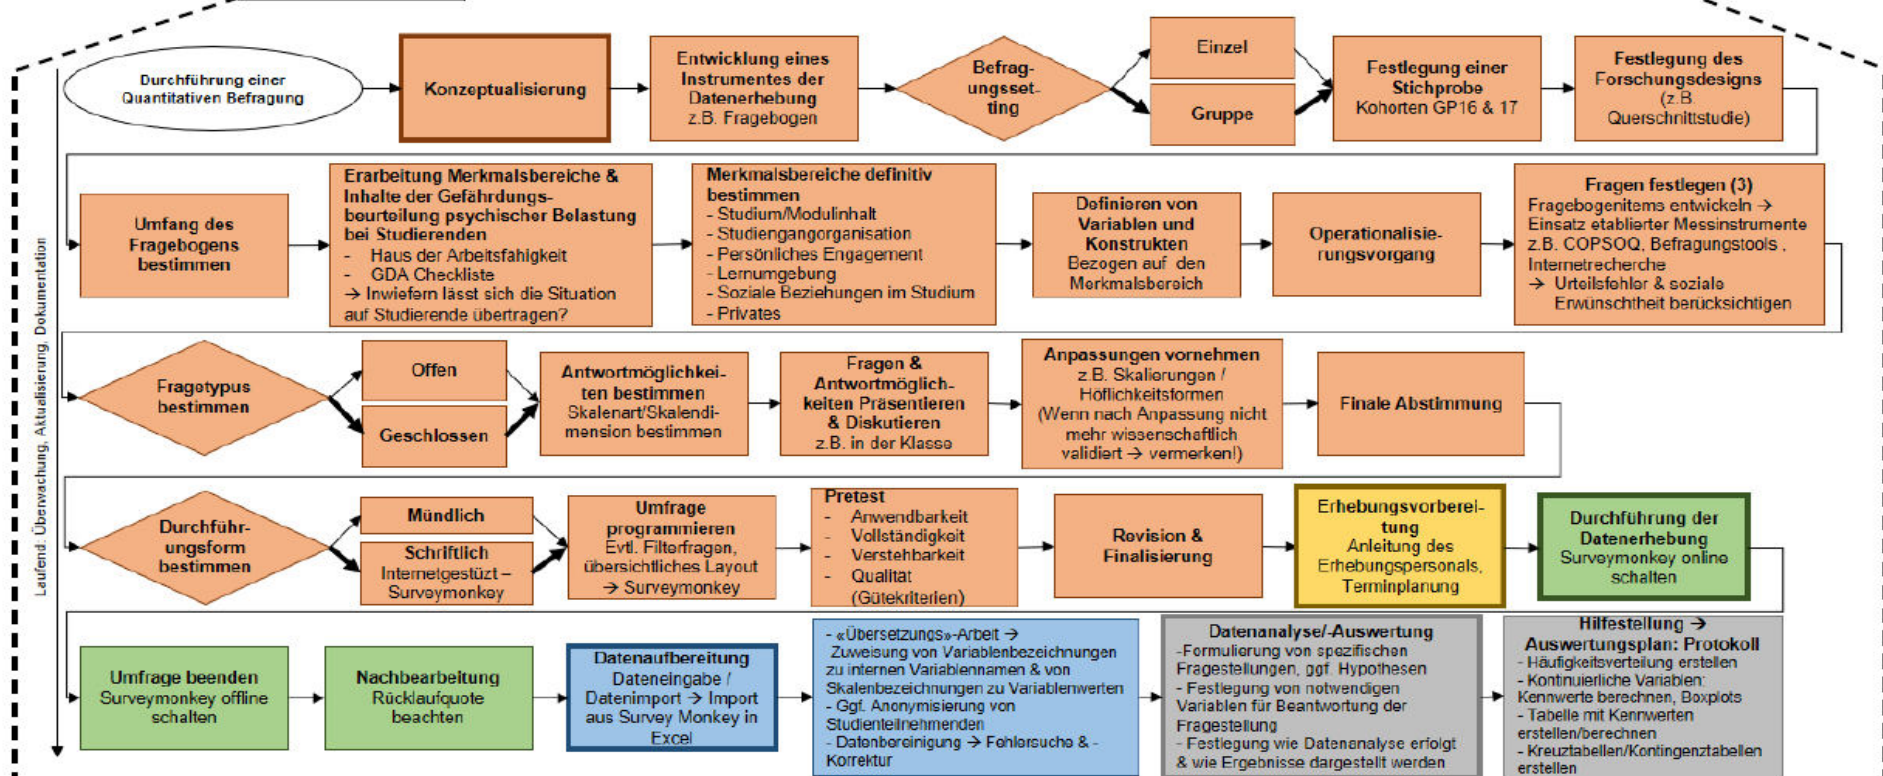 Durchführung einer
Quantitativen Befragung
Konzeptualisierung
Entwicklung eines
Instrumentes der
Datenerhebung
z.B. Fragebogen
Befrag-
ungsset-
ting
Einzel
Gruppe
Festlegung einer
Stichprobe
Kohorten GP16 & 17
Festlegung des
Forschungsdesigns
(z.B.
Querschnittstudie)
Umfang des
Fragebogens
bestimmen
Erarbeitung Merkmalsbereiche &
Inhalte der Gefährdungs-
beurteilung psychischer Belastung
bei Studierenden
- Haus der Arbeitsfähigkeit
- GDA Checkliste
→ Inwiefern lässt sich die Situation
auf Studierende übertragen?
Merkmalsbereiche definitiv
bestimmen
- Studium/Modulinhalt
- Studiengangorganisation
- Persönliches Engagement
- Lernumgebung
- Soziale Beziehungen im Studium
- Privates
Definieren von
Variablen und
Konstrukten
Bezogen auf den
Merkmalsbereich
Operationalisie-
rungsvorgang
Fragen festlegen (3)
Fragebogenitems entwickeln →
Einsatz etablierter Messinstrumente
z.B. COPSOQ, Befragungstools ,
Internetrecherche
→ Urteilsfehler & soziale
Erwünschtheit berücksichtigen
Laufend: Überwachung, Aktualisierung, Dokumentation
Fragetypus
bestimmen
Offen
Geschlossen
Antwortmöglichkei-
ten bestimmen
Skalenart/Skalendi-
mension bestimmen
Fragen &
Antwortmöglich-
keiten Präsentieren
& Diskutieren
z.B. in der Klasse
Anpassungen vornehmen
z.B. Skalierungen /
Höflichkeitsformen
(Wenn nach Anpassung nicht
mehr wissenschaftlich
validiert → vermerken!)
Finale Abstimmung
Durchführ-
ungsform
bestimmen
Mündlich
Schriftlich
Internetgestüzt –
Surveymonkey
Umfrage
programmieren
Evtl. Filterfragen,
übersichtliches Layout
→ Surveymonkey
Pretest
- Anwendbarkeit
- Vollständigkeit
- Verstehbarkeit
- Qualität
(Gütekriterien)
Revision &
Finalisierung
Erhebungsvorberei-
tung
Anleitung des
Erhebungspersonals,
Terminplanung
Durchführung der
Datenerhebung
Surveymonkey online
schalten
Umfrage beenden
Surveymonkey offline
schalten
Nachbearbeitung
Rücklaufquote
beachten
Datenaufbereitung
Dateneingabe /
Datenimport → Import
aus Survey Monkey in
Excel
- «Übersetzungs»-Arbeit →
Zuweisung von Variablenbezeichnungen
zu internen Variablennamen & von
Skalenbezeichnungen zu Variablenwerten
- Ggf. Anonymisierung von
Studienteilnehmenden
- Datenbereinigung → Fehlersuche & -
Korrektur
Datenanalyse/-Auswertung
-Formulierung von spezifischen
Fragestellungen, ggf. Hypothesen
- Festlegung von notwendigen
Variablen für Beantwortung der
Fragestellung
- Festlegung wie Datenanalyse erfolgt
& wie Ergebnisse dargestellt werden
Hilfestellung →
Auswertungsplan: Protokoll
- Häufigkeitsverteilung erstellen
- Kontinuierliche Variablen:
Kennwerte berechnen, Boxplots
- Tabelle mit Kennwerten
erstellen/berechnen
- Kreuztabellen/Kontingenztabellen
erstellen